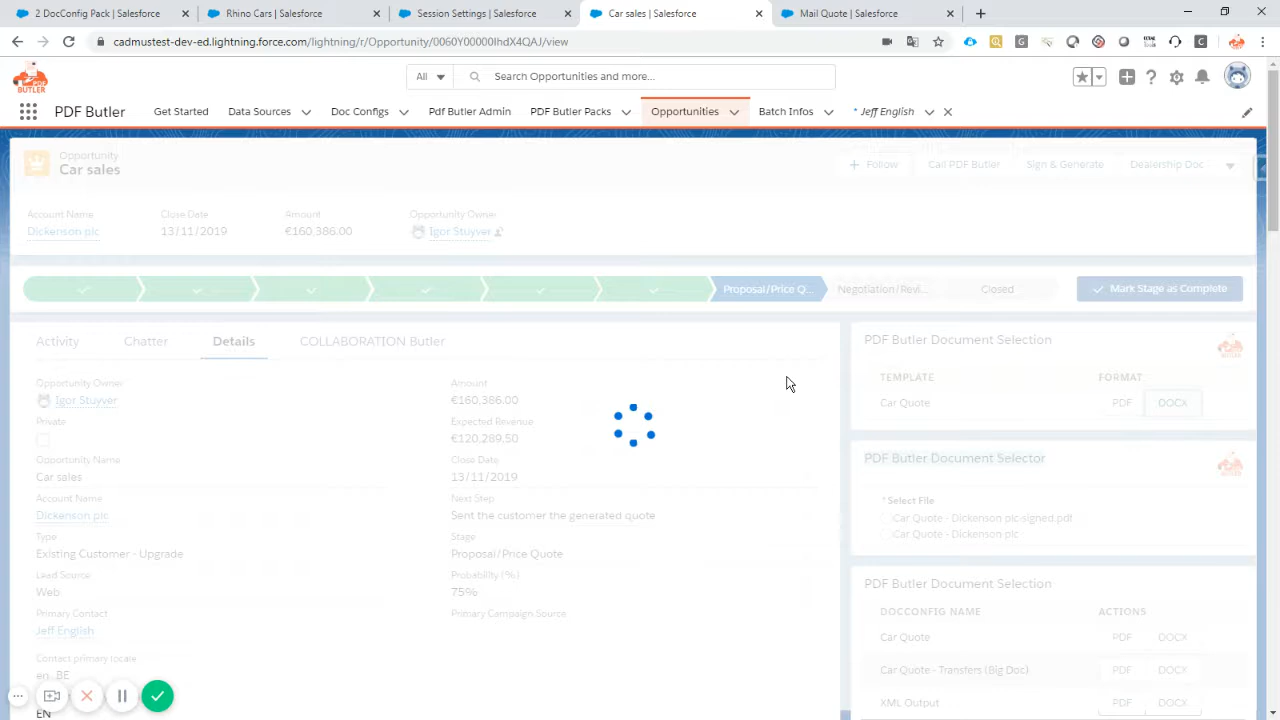 2 DocConfig Pack | Salesforce
Rhino Cars | Salesforce
Session Settings | Salesforce
Car sales | Salesforce
Mail Quote | Salesforce
cadmustest-dev-ed.lightning.force.com/lightning/r/Opportunity/0060Y00000IhdX4QAJ/view
PDF BUTLER
All
Search Opportunities and more...
PDF Butler
Get Started
Data Sources
Doc Configs
Pdf Butler Admin
PDF Butler Packs
Opportunities
Batch Infos
* Jeff English
Opportunity
Car sales
Follow
Call PDF Butler
Sign & Generate
Dealership Doc
Account Name
Close Date
Amount
Opportunity Owner
Dickenson plc
13/11/2019
€160,386.00
Igor Stuyver
Proposal/Price Q...
Negotiation/Revi...
Closed
Mark Stage as Complete
Activity
Chatter
Details
COLLABORATION Butler
Opportunity Owner
Igor Stuyver
Private
Opportunity Name
Car sales
Account Name
Dickenson plc
Type
Existing Customer - Upgrade
Lead Source
Web
Primary Contact
Jeff English
Contact primary locale
en_BE
EN
Amount
€160,386.00
Expected Revenue
€120,289.50
Close Date
13/11/2019
Next Step
Sent the customer the generated quote
Stage
Proposal/Price Quote
Probability (%)
75%
Primary Campaign Source
PDF Butler Document Selection
TEMPLATE
FORMAT
Car Quote
PDF
DOCX
PDF Butler Document Selector
* Select File
Car Quote - Dickenson plc-signed.pdf
Car Quote - Dickenson plc
PDF Butler Document Selection
DOCCONFIG NAME
ACTIONS
Car Quote
PDF
DOCX
Car Quote - Transfers (Big Doc)
PDF
DOCX
XML Output
PDF
DOCX